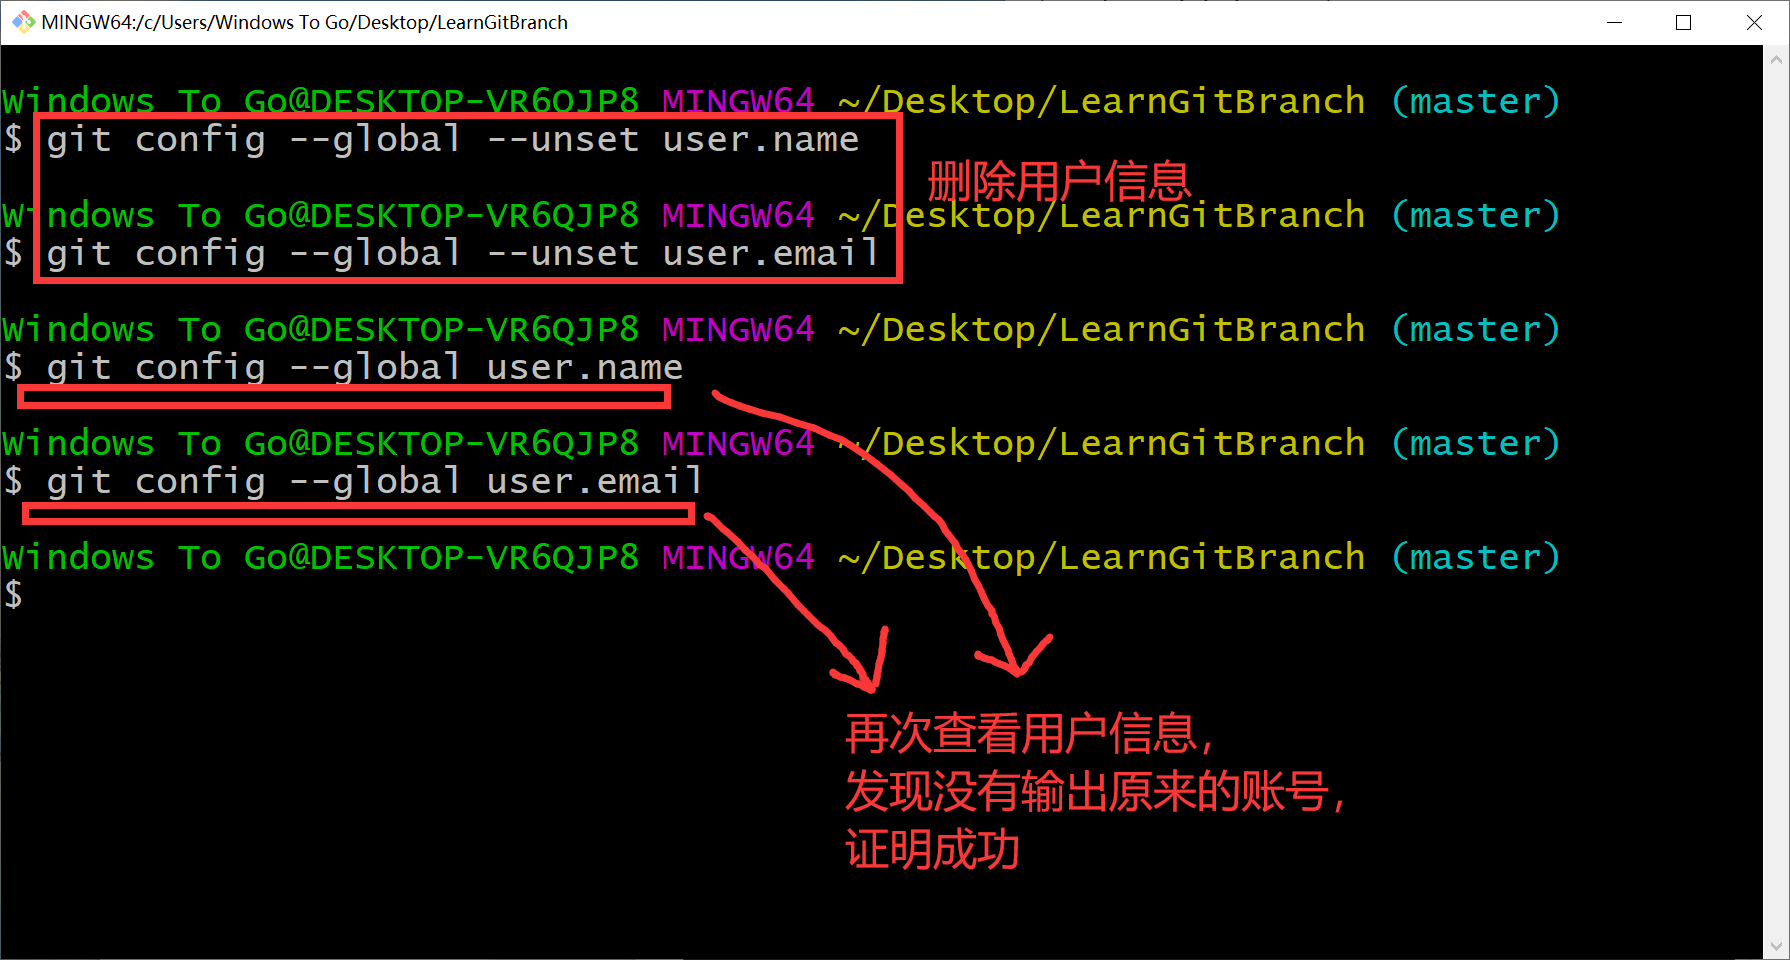 MINGW64:/c/Users/Windows To Go/Desktop/LearnGitBranch
Windows To Go@DESKTOP-VR6QJP8 MINGW64 ~/Desktop/LearnGitBranch (master)
$ git config --global --unset user.name
删除用户信息
Windows To Go@DESKTOP-VR6QJP8 MINGW64 ~/Desktop/LearnGitBranch (master)
$ git config --global --unset user.email
Windows To Go@DESKTOP-VR6QJP8 MINGW64 ~/Desktop/LearnGitBranch (master)
$ git config --global user.name
Windows To Go@DESKTOP-VR6QJP8 MINGW64 ~/Desktop/LearnGitBranch (master)
$ git config --global user.email
Windows To Go@DESKTOP-VR6QJP8 MINGW64 ~/Desktop/LearnGitBranch (master)
$
再次查看用户信息，
发现没有输出原来的账号，
证明成功